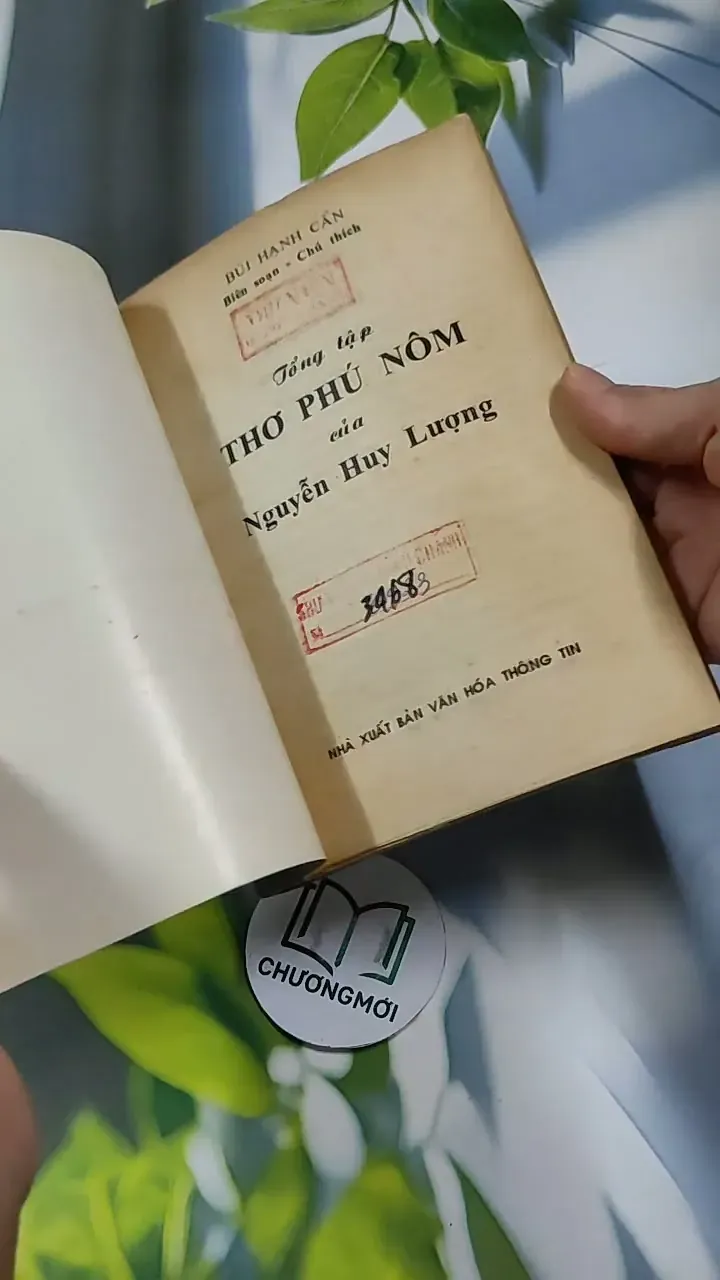 BÙI HẠNH CẨN
Biên soạn - Chú thích
Tổng tập
THƠ PHÚ NÔM
của
Nguyễn Huy Lượng
NHÀ XUẤT BẢN VĂN HÓA THÔNG TIN
CHƯƠNGMỚI